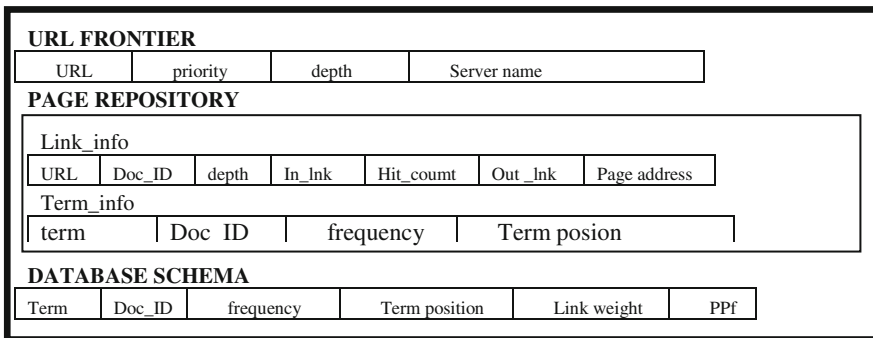 URL FRONTIER
URL priority depth Server name
PAGE REPOSITORY
Link_info
URL Doc_ID depth In_lnk Hit_coumt Out _lnk Page address
Term_info
term Doc ID frequency Term posion
DATABASE SCHEMA
Term Doc_ID frequency Term position Link weight PPf